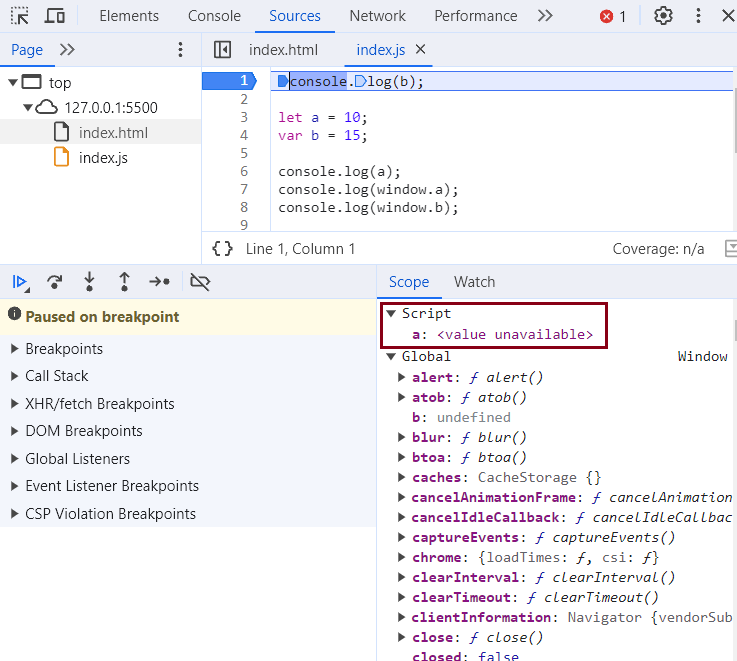 Elements Console Sources Network Performance 1
Page index.html index.js
top
127.0.0.1:5500
index.html
index.js
1 console.log(b);
2
3 let a = 10;
4 var b = 15;
5
6 console.log(a);
7 console.log(window.a);
8 console.log(window.b);
9
{} Line 1, Column 1 Coverage: n/a
Paused on breakpoint
Breakpoints
Call Stack
XHR/fetch Breakpoints
DOM Breakpoints
Global Listeners
Event Listener Breakpoints
CSP Violation Breakpoints
Scope Watch
Script
a: <value unavailable>
Global Window
alert: ƒ alert()
atob: ƒ atob()
b: undefined
blur: ƒ blur()
btoa: ƒ btoa()
caches: CacheStorage {}
cancelAnimationFrame: ƒ cancelAnimation
cancelIdleCallback: ƒ cancelIdleCallbac
captureEvents: ƒ captureEvents()
chrome: {loadTimes: ƒ, csi: ƒ}
clearInterval: ƒ clearInterval()
clearTimeout: ƒ clearTimeout()
clientInformation: Navigator {vendorSub
close: ƒ close()
closed: false